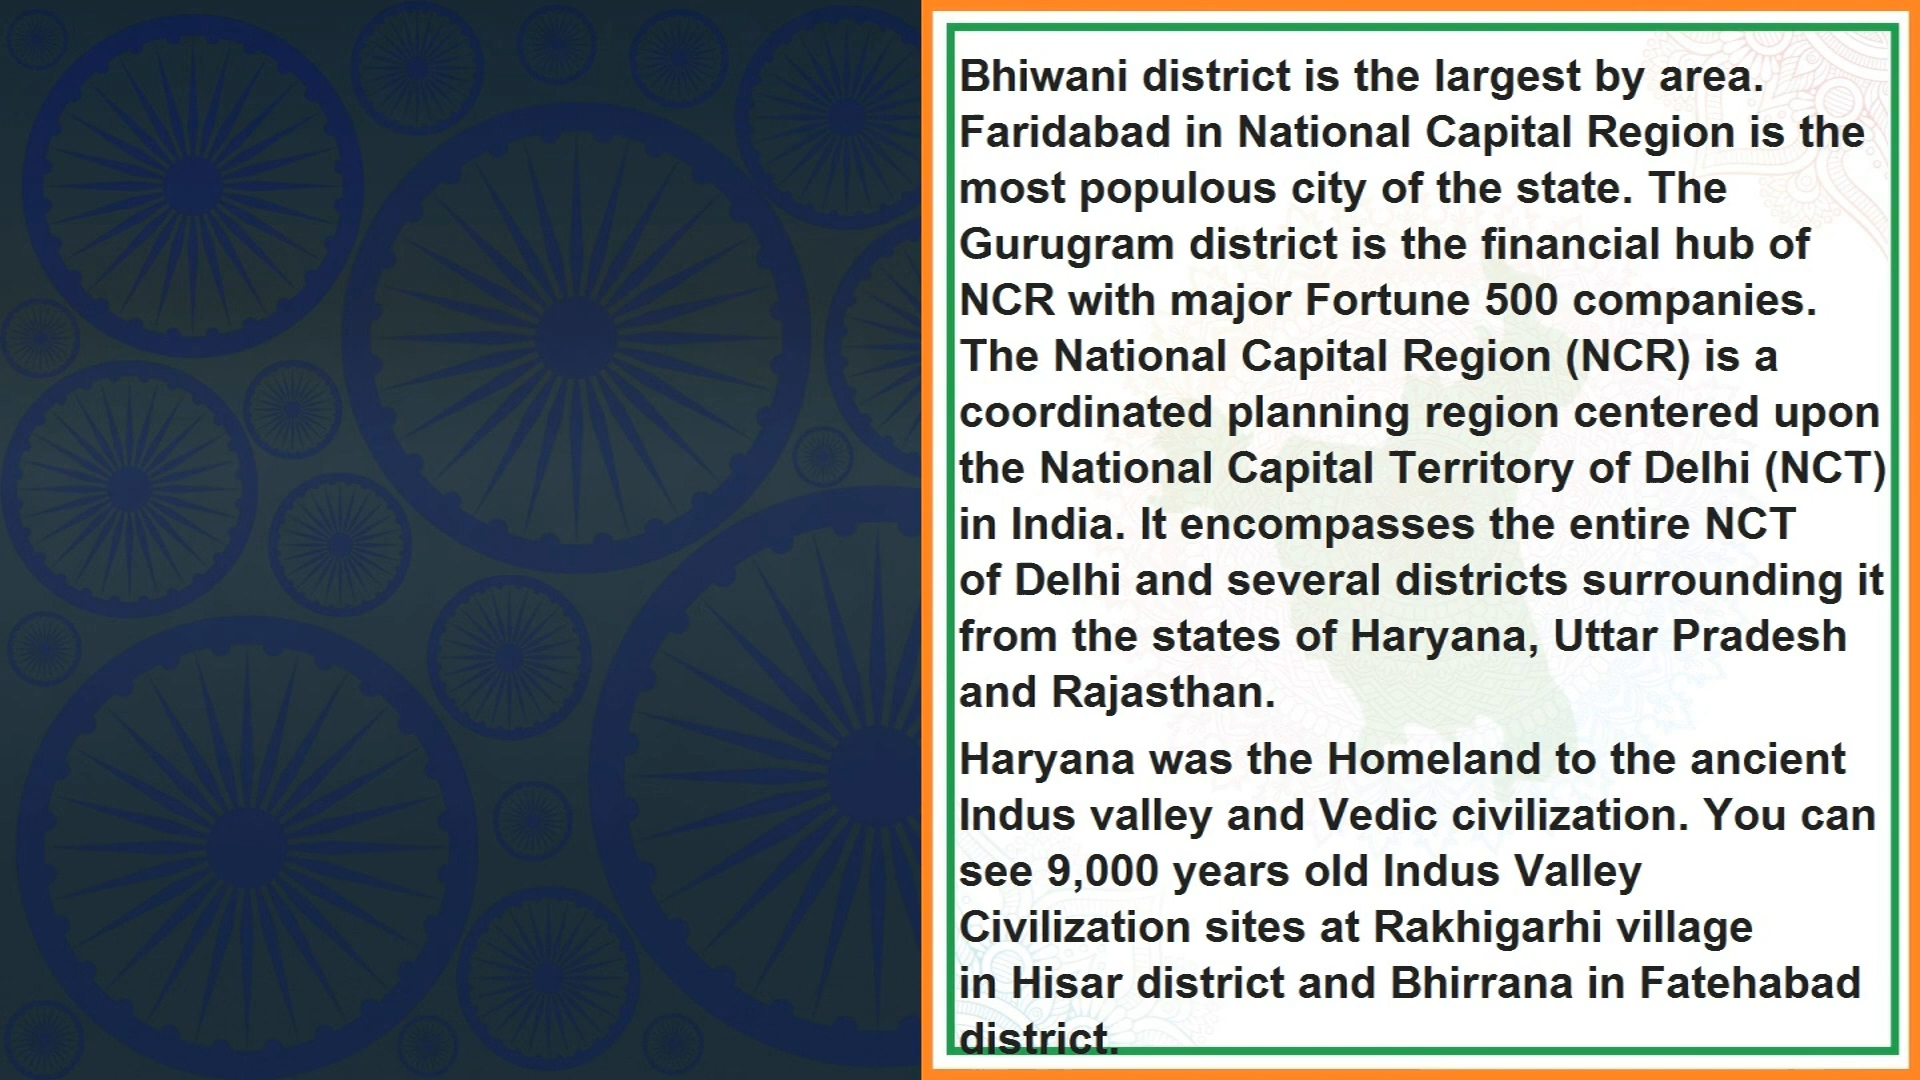 Bhiwani district is the largest by area.
Faridabad in National Capital Region is the
most populous city of the state. The
Gurugram district is the financial hub of
NCR with major Fortune 500 companies.
The National Capital Region (NCR) is a
coordinated planning region centered upon
the National Capital Territory of Delhi (NCT)
in India. It encompasses the entire NCT
of Delhi and several districts surrounding it
from the states of Haryana, Uttar Pradesh
and Rajasthan.
Haryana was the Homeland to the ancient
Indus valley and Vedic civilization. You can
see 9,000 years old Indus Valley
Civilization sites at Rakhigarhi village
in Hisar district and Bhirrana in Fatehabad
district.